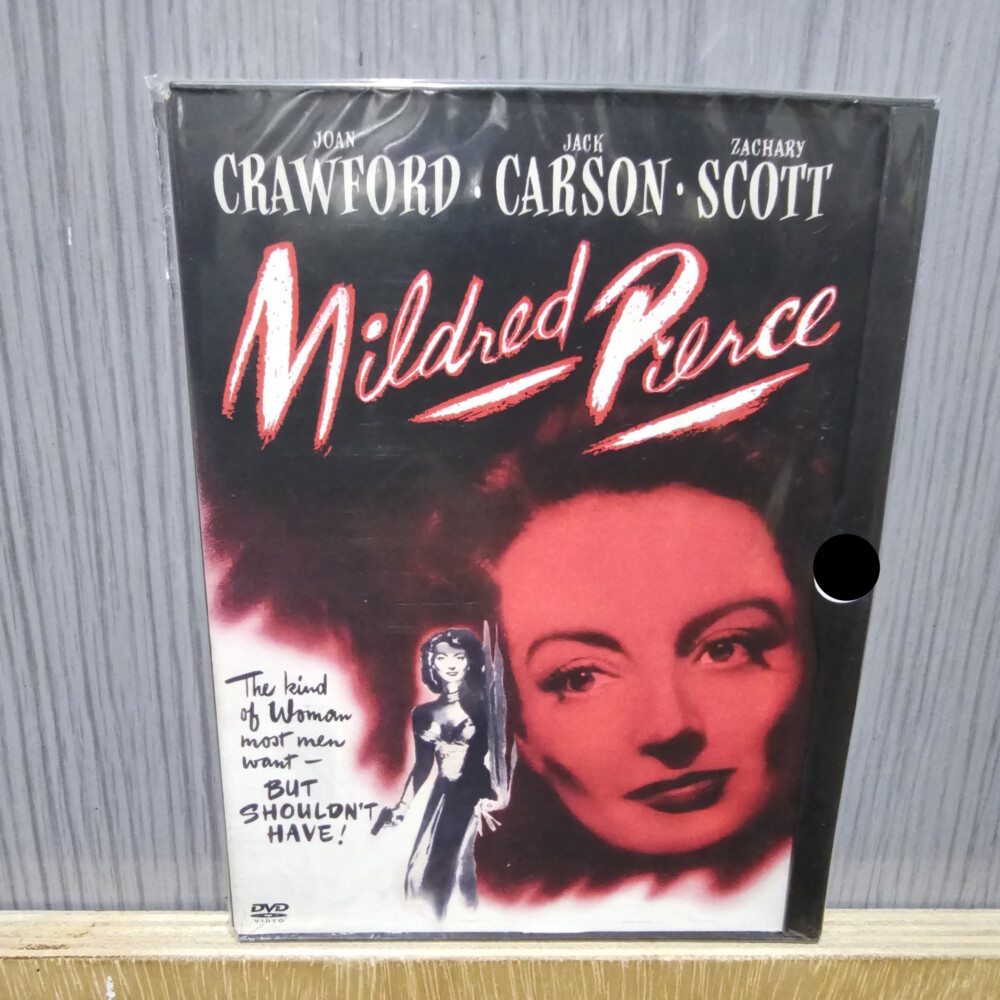 JOAN JACK ZACHARY
CRAWFORD · CARSON · SCOTT
Mildred Pierce
The kind
of Woman
most men
want —
BUT
SHOULDN'T
HAVE!
DVD
VIDEO